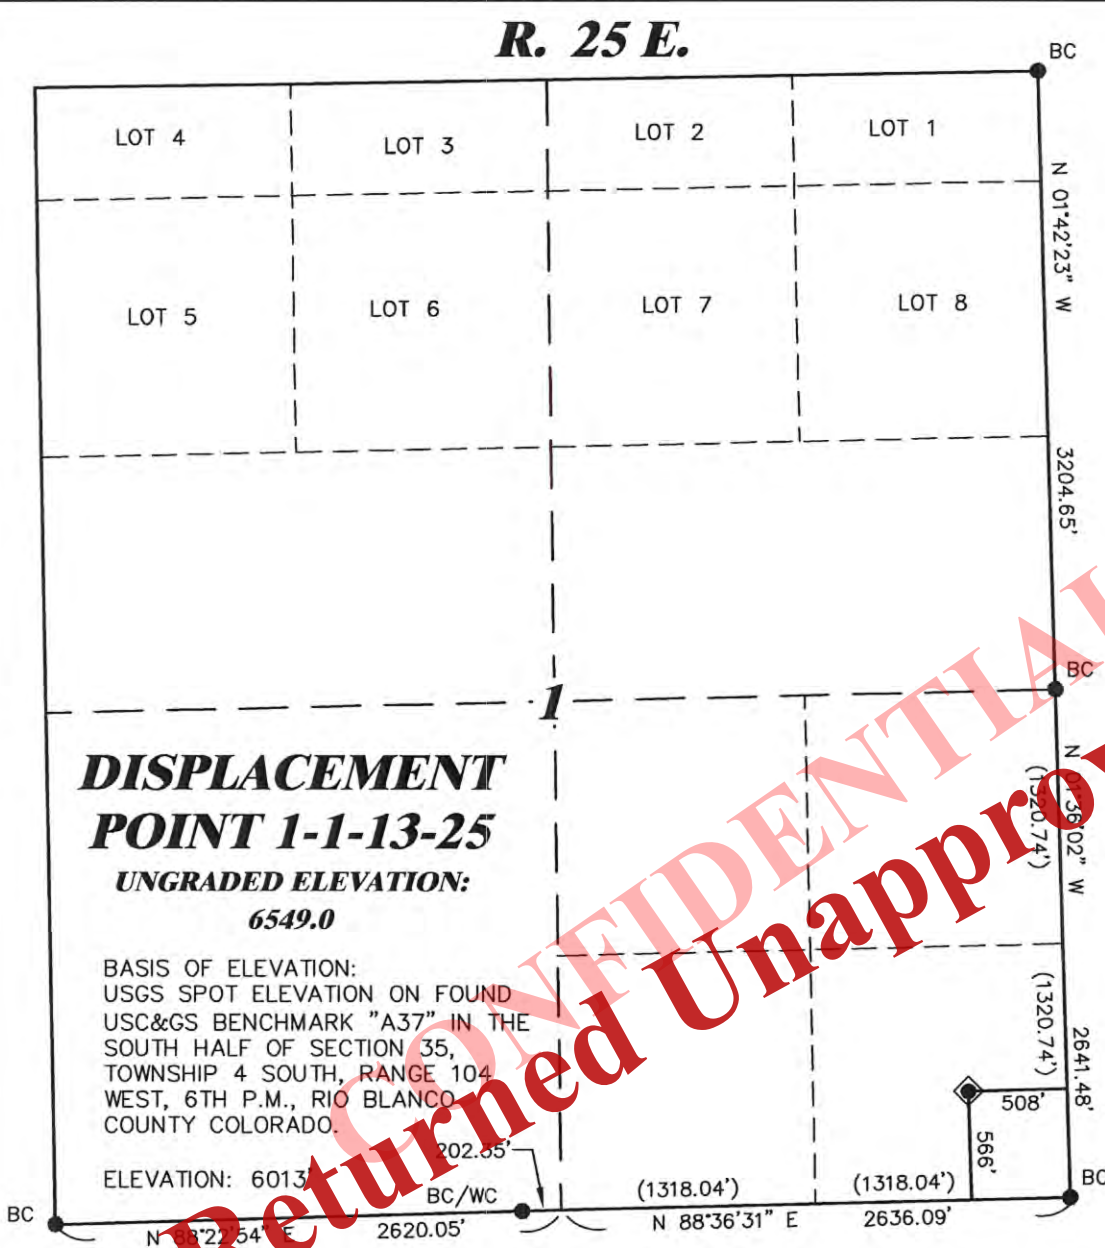 R. 25 E.
BC
LOT 4
LOT 3
LOT 2
LOT 1
N 01°42'23" W
LOT 5
LOT 6
LOT 7
LOT 8
3204.65'
BC
1
DISPLACEMENT
POINT 1-1-13-25
UNGRADED ELEVATION:
6549.0
N 01°36'02" W
(1320.74')
BASIS OF ELEVATION:
USGS SPOT ELEVATION ON FOUND
USC&GS BENCHMARK "A37" IN THE
SOUTH HALF OF SECTION 35,
TOWNSHIP 4 SOUTH, RANGE 104
WEST, 6TH P.M., RIO BLANCO
COUNTY COLORADO.
ELEVATION: 6013'
(1320.74')
2641.48'
508'
566'
202.35'
BC/WC
(1318.04')
(1318.04')
BC
BC
N 88°22'54" E
2620.05'
N 88°36'31" E
2636.09'
CONFIDENTIAL
Returned Unapprov